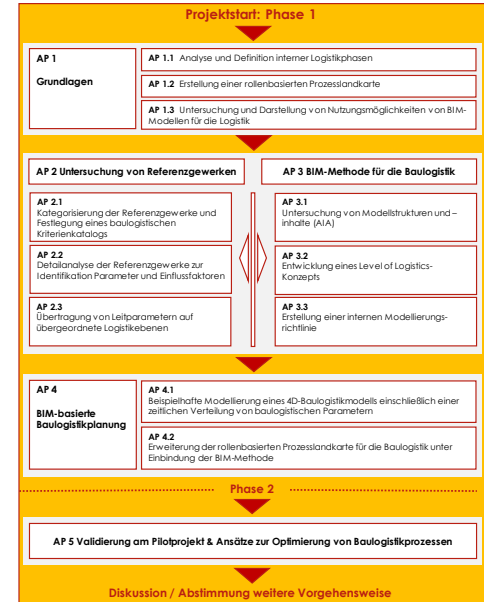 Projektstart: Phase 1
AP 1
Grundlagen
AP 1.1 Analyse und Definition interner Logistikphasen
AP 1.2 Erstellung einer rollenbasierten Prozesslandkarte
AP 1.3 Untersuchung und Darstellung von Nutzungsmöglichkeiten von BIM-
Modellen für die Logistik
AP 2 Untersuchung von Referenzgewerken
AP 2.1
Kategorisierung der Referenzgewerke und
Festlegung eines baulogistischen
Kriterienkatalogs
AP 2.2
Detailanalyse der Referenzgewerke zur
Identifikation Parameter und Einflussfaktoren
AP 2.3
Übertragung von Leitparametern auf
übergeordnete Logistikebenen
AP 3 BIM-Methode für die Baulogistik
AP 3.1
Untersuchung von Modellstrukturen und –
inhalte (AIA)
AP 3.2
Entwicklung eines Level of Logistics-
Konzepts
AP 3.3
Erstellung einer internen Modellierungs-
richtlinie
AP 4
BIM-basierte
Baulogistikplanung
AP 4.1
Beispielhafte Modellierung eines 4D-Baulogistikmodells einschließlich einer
zeitlichen Verteilung von baulogistischen Parametern
AP 4.2
Erweiterung der rollenbasierten Prozesslandkarte für die Baulogistik unter
Einbindung der BIM-Methode
Phase 2
AP 5 Validierung am Pilotprojekt & Ansätze zur Optimierung von Baulogistikprozessen
Diskussion / Abstimmung weitere Vorgehensweise